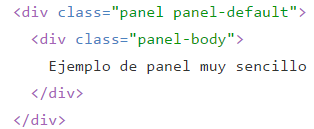 <div class="panel panel-default">
  <div class="panel-body">
    Ejemplo de panel muy sencillo
  </div>
</div>